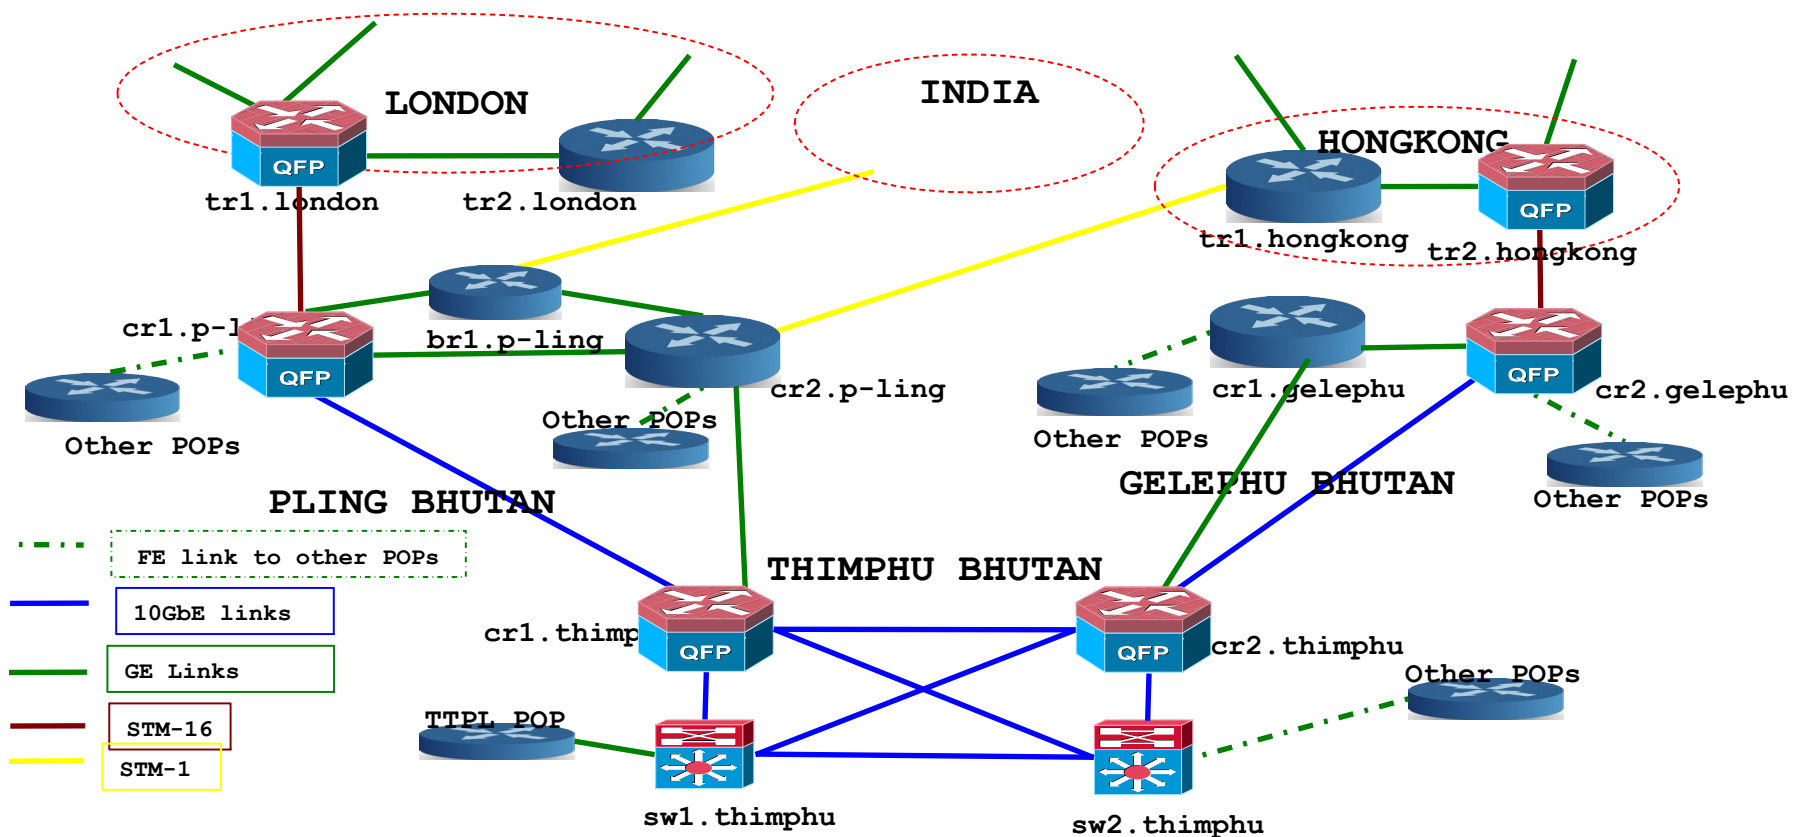 LONDON
INDIA
HONGKONG
QFP
tr1.london
tr2.london
QFP
tr1.hongkong
tr2.hongkong
cr1.p-l
br1.p-ling
QFP
cr2.p-ling
QFP
cr1.gelephu
cr2.gelephu
Other POPs
Other POPs
Other POPs
Other POPs
PLING BHUTAN
GELEPHU BHUTAN
FE link to other POPs
THIMPHU BHUTAN
10GbE links
cr1.thimp
QFP
QFP
cr2.thimphu
GE Links
Other POPs
TTPL POP
STM-16
STM-1
sw1.thimphu
sw2.thimphu